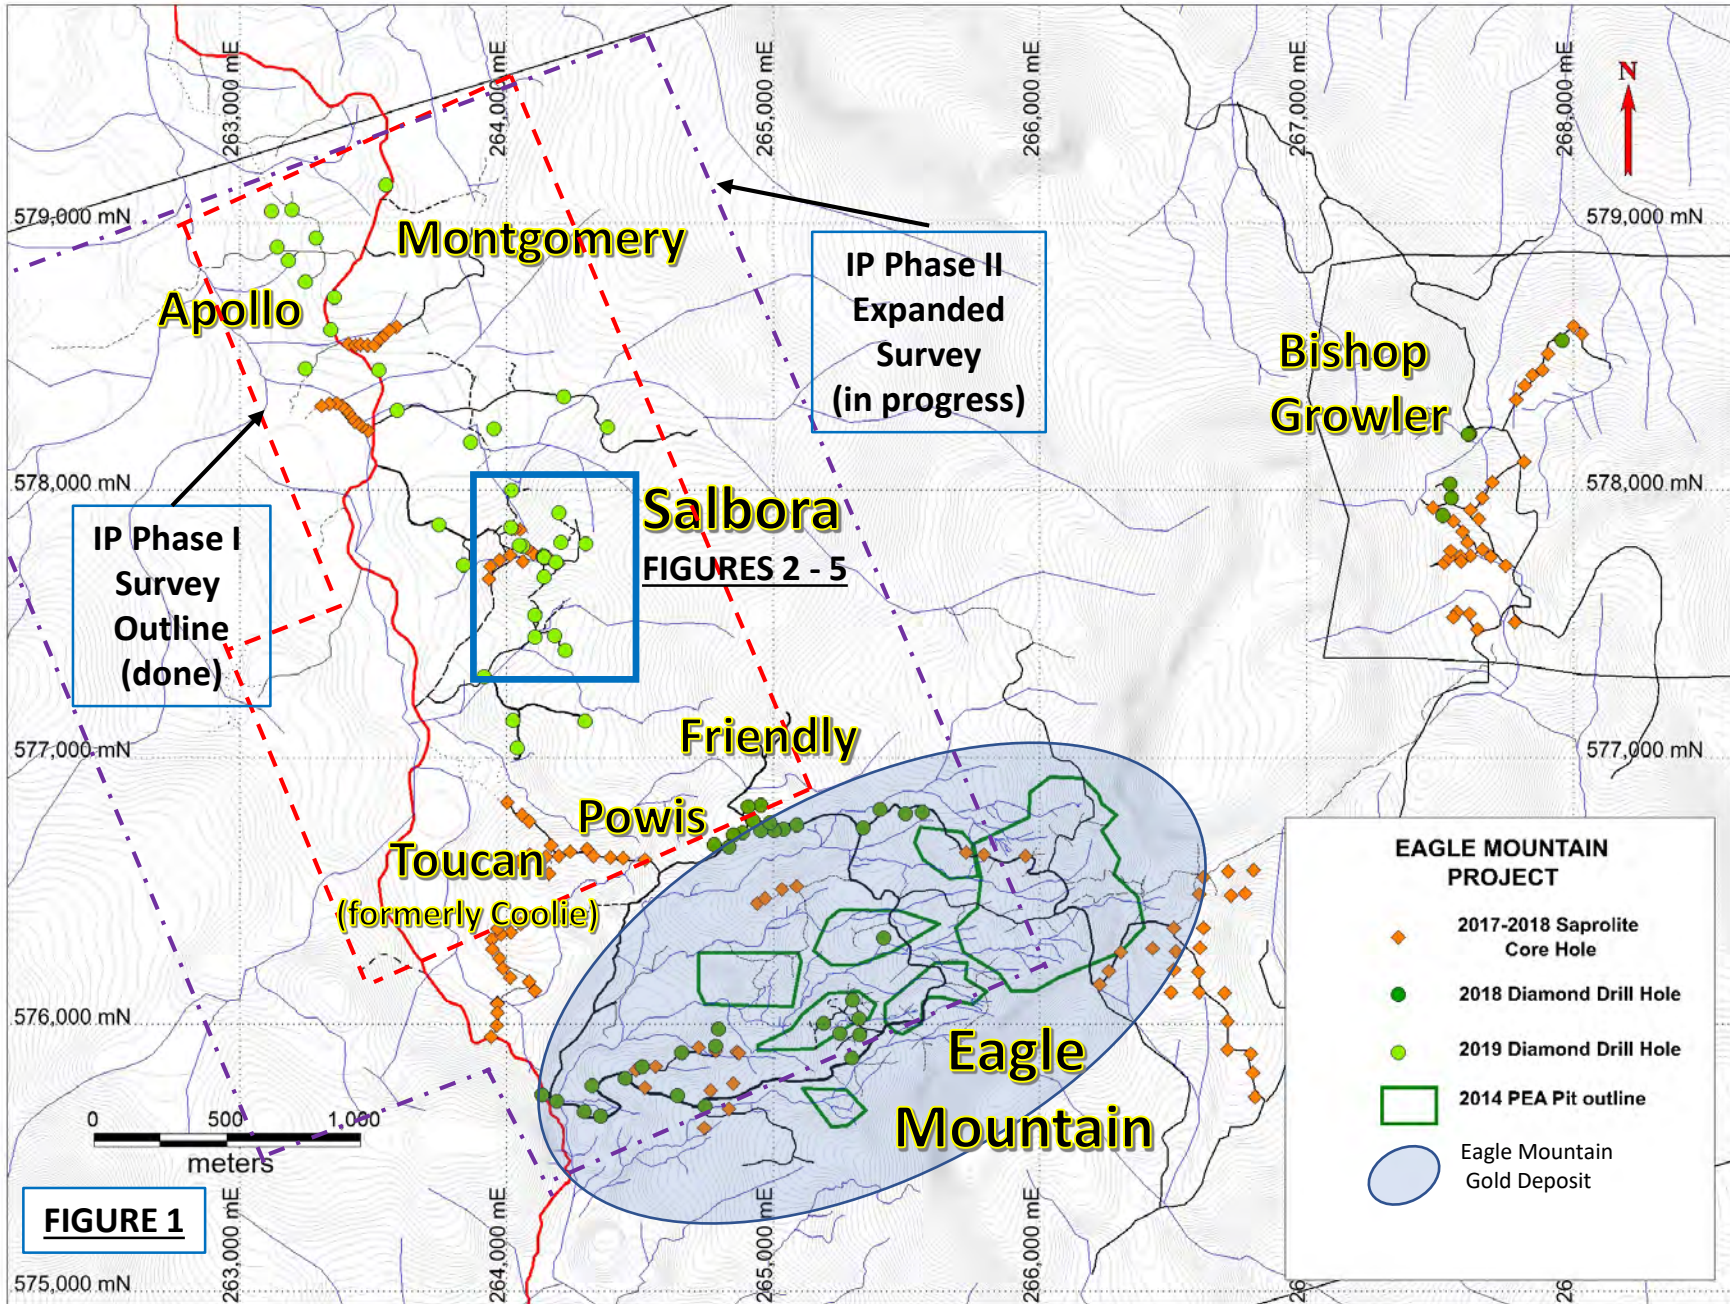 263,000 mE
264,000 mE
265,000 mE
266,000 mE
267,000 mE
268,000 mE
N
579,000 mN
579,000 mN
Montgomery
Apollo
IP Phase II
Expanded
Survey
(in progress)
Bishop
Growler
578,000 mN
578,000 mN
Salbora
FIGURES 2 - 5
IP Phase I
Survey
Outline
(done)
577,000 mN
577,000 mN
Friendly
Powis
Toucan
(formerly Coolie)
576,000 mN
Eagle
Mountain
EAGLE MOUNTAIN
PROJECT
2017-2018 Saprolite
Core Hole
2018 Diamond Drill Hole
2019 Diamond Drill Hole
2014 PEA Pit outline
Eagle Mountain
Gold Deposit
0 500 1,000
meters
FIGURE 1
575,000 mN
263,000 mE
264,000 mE
265,000 mE
266,000 mE